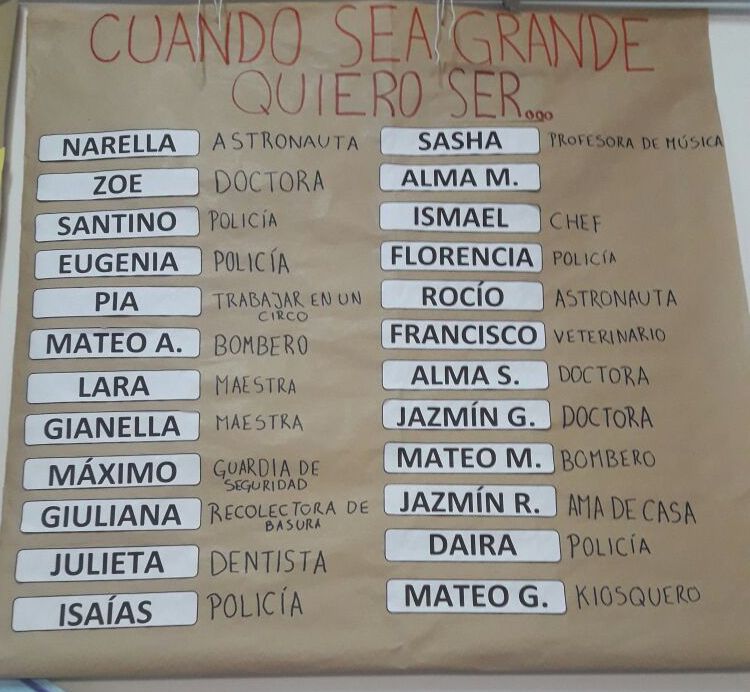 CUANDO SEA GRANDE
QUIERO SER...
NARELLA ASTRONAUTA
ZOE DOCTORA
SANTINO POLICÍA
EUGENIA POLICÍA
PIA TRABAJAR EN UN
CIRCO
MATEO A. BOMBERO
LARA MAESTRA
GIANELLA MAESTRA
MÁXIMO GUARDIA DE
SEGURIDAD
GIULIANA RECOLECTORA DE
BASURA
JULIETA DENTISTA
ISAÍAS POLICÍA
SASHA PROFESORA DE MÚSICA
ALMA M.
ISMAEL CHEF
FLORENCIA POLICÍA
ROCÍO ASTRONAUTA
FRANCISCO VETERINARIO
ALMA S. DOCTORA
JAZMÍN G. DOCTORA
MATEO M. BOMBERO
JAZMÍN R. AMA DE CASA
DAIRA POLICÍA
MATEO G. KIOSQUERO